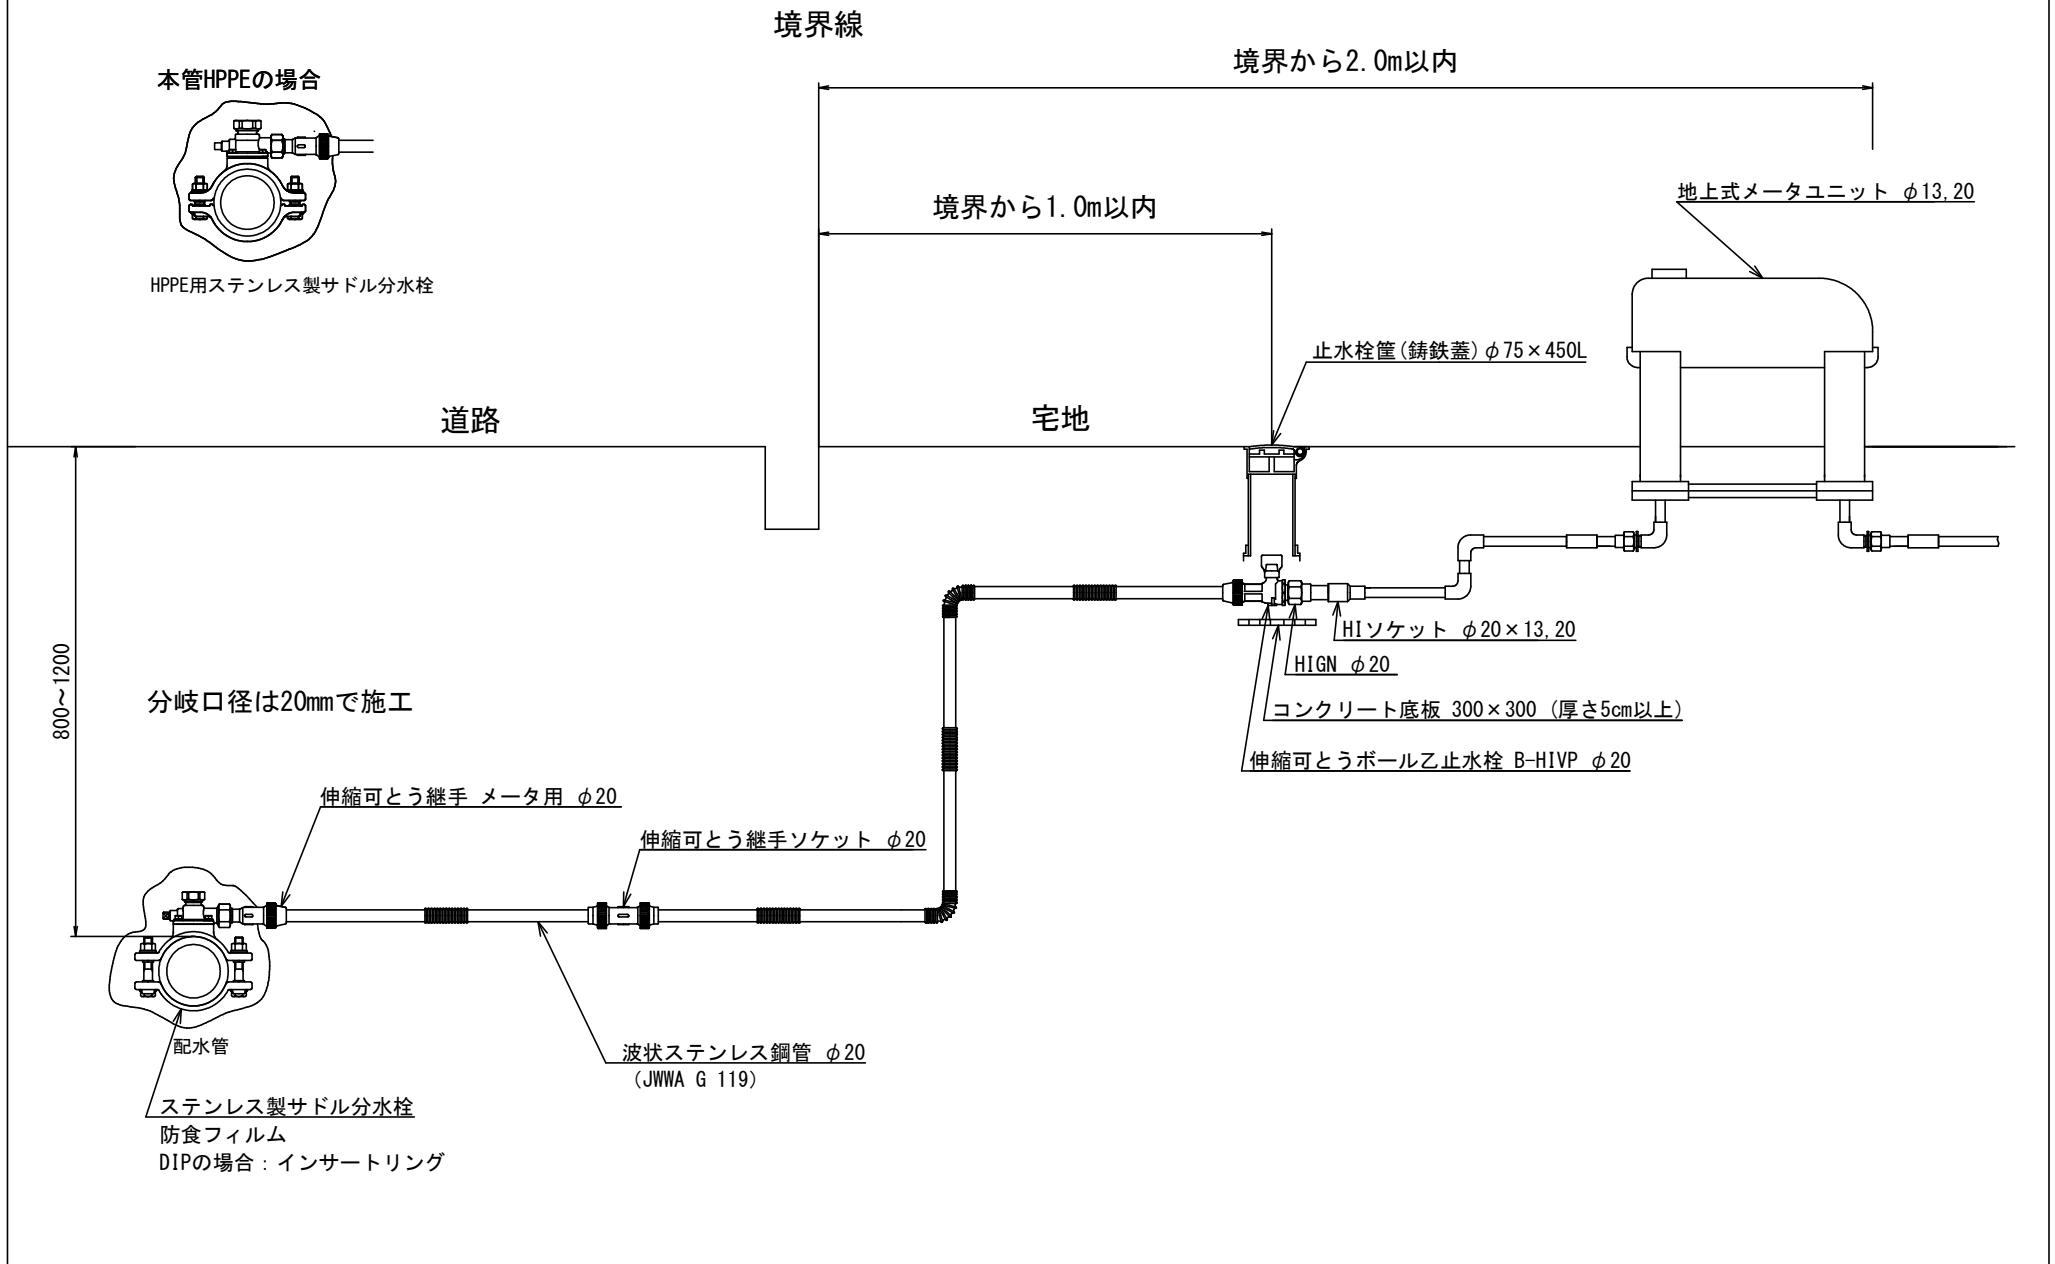 境界線
境界から2.0m以内
本管HPPEの場合
HPPE用ステンレス製サドル分水栓
境界から1.0m以内
地上式メータユニット φ13,20
止水栓筐(鋳鉄蓋)φ75×450L
道路
宅地
800～1200
分岐口径は20mmで施工
HIソケット φ20×13,20
HIGN φ20
コンクリート底板 300×300 (厚さ5cm以上)
伸縮可とうボール乙止水栓 B-HIVP φ20
伸縮可とう継手 メータ用 φ20
伸縮可とう継手ソケット φ20
配水管
波状ステンレス鋼管 φ20
(JWWA G 119)
ステンレス製サドル分水栓
防食フィルム
DIPの場合：インサートリング